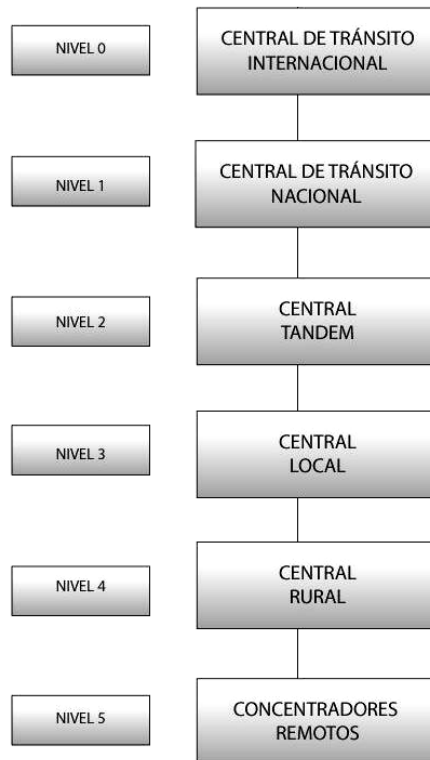 NIVEL 0
CENTRAL DE TRÁNSITO
INTERNACIONAL
NIVEL 1
CENTRAL DE TRÁNSITO
NACIONAL
NIVEL 2
CENTRAL
TANDEM
NIVEL 3
CENTRAL
LOCAL
NIVEL 4
CENTRAL
RURAL
NIVEL 5
CONCENTRADORES
REMOTOS